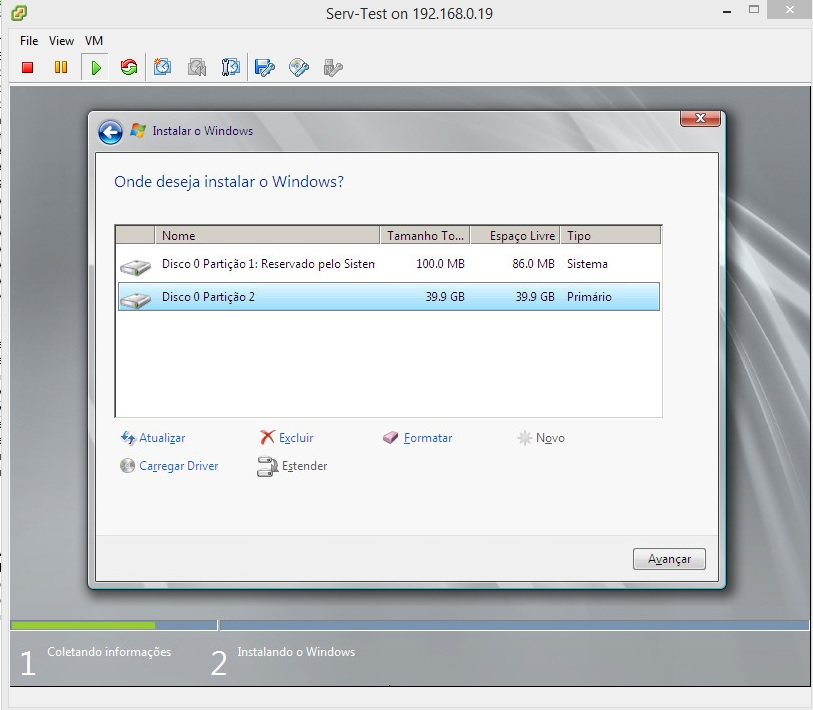 Serv-Test on 192.168.0.19
File View VM
Instalar o Windows
Onde deseja instalar o Windows?
Nome Tamanho To... Espaço Livre Tipo
Disco 0 Partição 1: Reservado pelo Sisten 100.0 MB 86.0 MB Sistema
Disco 0 Partição 2 39.9 GB 39.9 GB Primário
Atualizar Excluir Formatar Novo
Carregar Driver Estender
Avançar
1 Coletando informações 2 Instalando o Windows